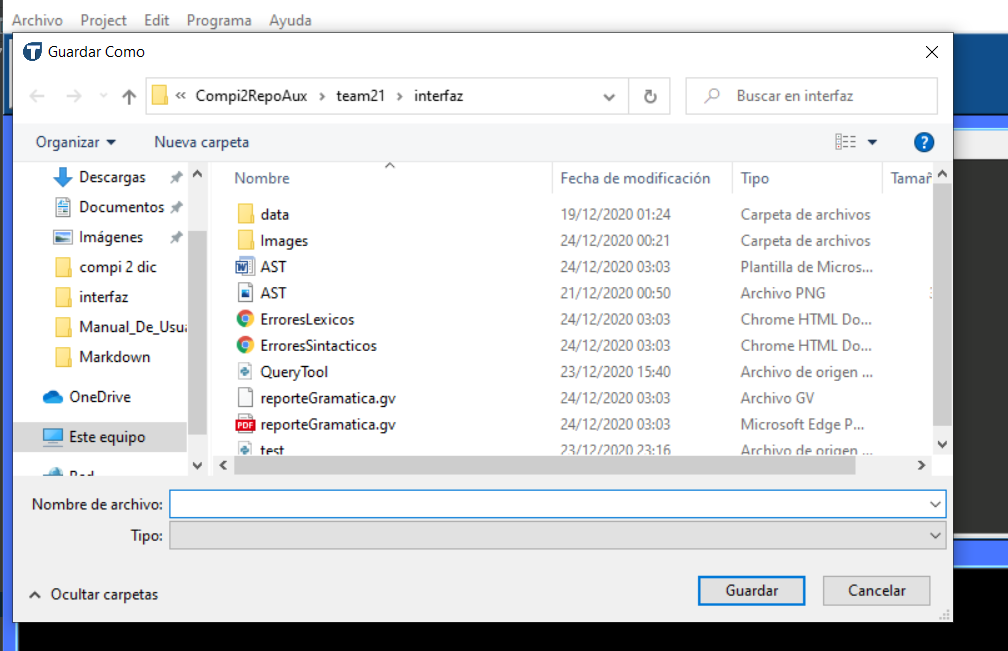 Archivo Project Edit Programa Ayuda
T Guardar Como
« Compi2RepoAux › team21 › interfaz
Buscar en interfaz
Organizar Nueva carpeta ?
Nombre Fecha de modificación Tipo Tamañ
Descargas
Documentos
Imágenes
compi 2 dic
interfaz
Manual_De_Usua
Markdown
OneDrive
Este equipo
Red
data 19/12/2020 01:24 Carpeta de archivos
Images 24/12/2020 00:21 Carpeta de archivos
AST 24/12/2020 03:03 Plantilla de Micros...
AST 21/12/2020 00:50 Archivo PNG
ErroresLexicos 24/12/2020 03:03 Chrome HTML Do...
ErroresSintacticos 24/12/2020 03:03 Chrome HTML Do...
QueryTool 23/12/2020 15:40 Archivo de origen ...
reporteGramatica.gv 24/12/2020 03:03 Archivo GV
PDF reporteGramatica.gv 24/12/2020 03:03 Microsoft Edge P...
test 23/12/2020 23:16 Archivo de origen ...
Nombre de archivo:
Tipo:
Ocultar carpetas Guardar Cancelar